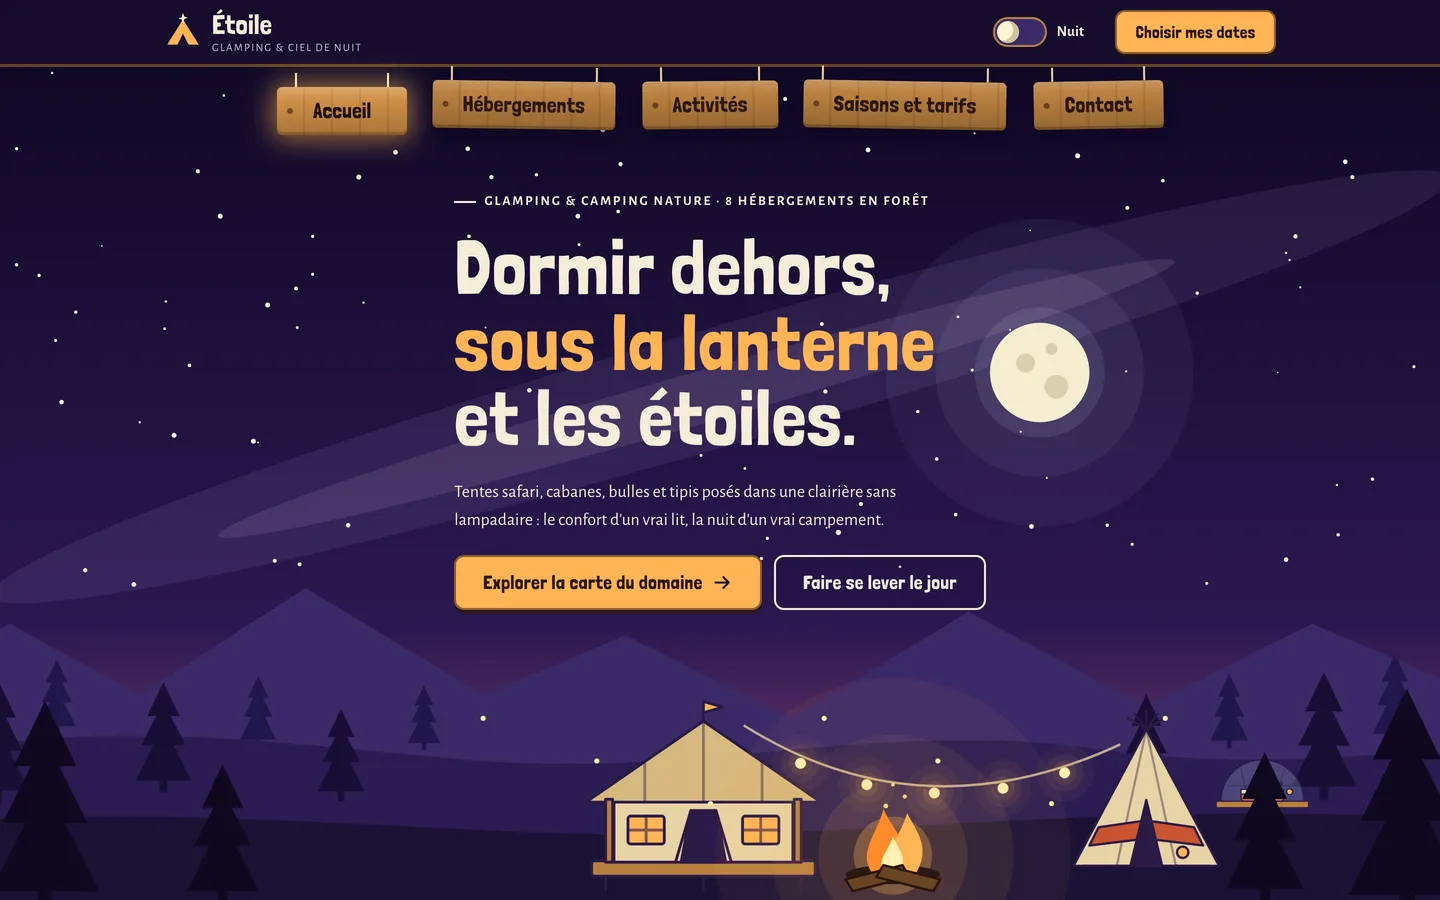 Étoile
GLAMPING & CIEL DE NUIT
Nuit
Choisir mes dates
Accueil
Hébergements
Activités
Saisons et tarifs
Contact
GLAMPING & CAMPING NATURE · 8 HÉBERGEMENTS EN FORÊT
Dormir dehors,
sous la lanterne
et les étoiles.
Tentes safari, cabanes, bulles et tipis posés dans une clairière sans
lampadaire : le confort d'un vrai lit, la nuit d'un vrai campement.
Explorer la carte du domaine →
Faire se lever le jour